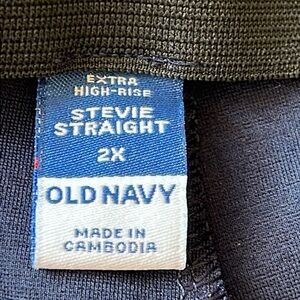 EXTRA
HIGH-RISE
STEVIE
STRAIGHT
2X
OLD NAVY
MADE IN
CAMBODIA